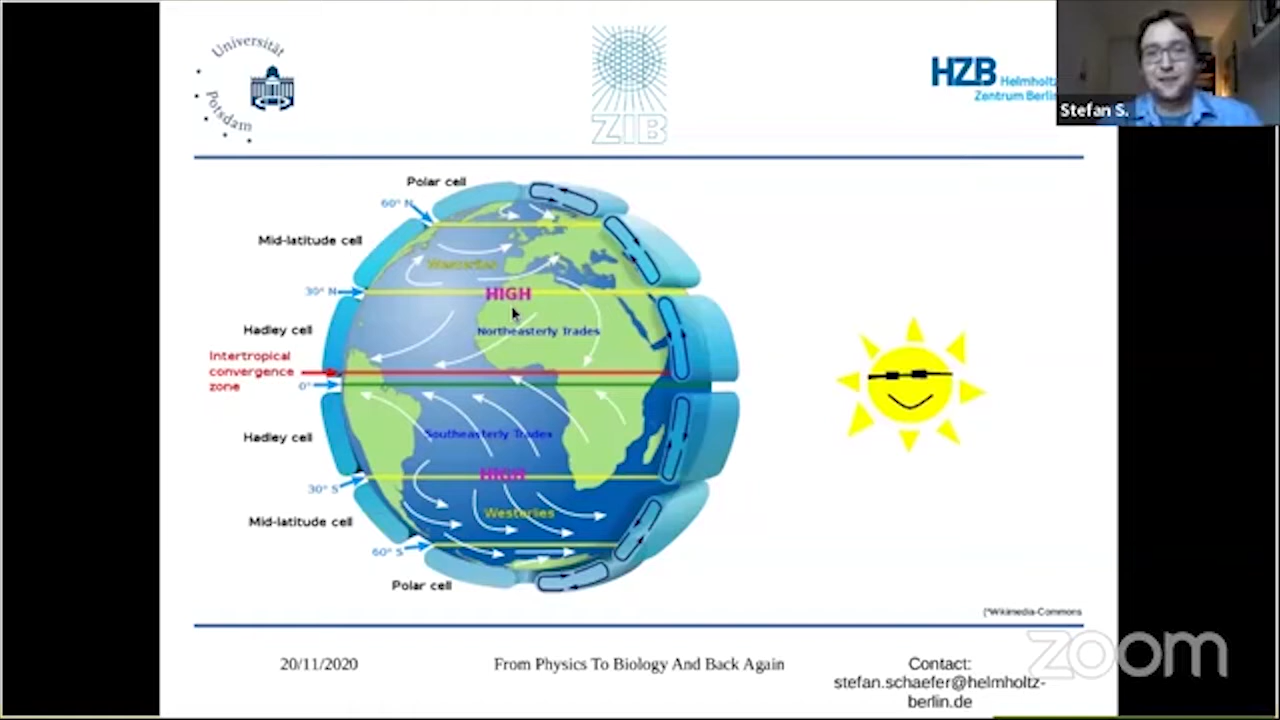 Universität
Potsdam
ZIB
HZB Helmholtz
Zentrum Berlin
Stefan S.
Polar cell
60° N
Mid-latitude cell
Westerlies
30° N
HIGH
Hadley cell
Northeasterly Trades
Intertropical
convergence
zone
0°
Hadley cell
Southeasterly Trades
HIGH
30° S
Mid-latitude cell
Westerlies
60° S
Polar cell
(*Wikimedia-Commons
20/11/2020
From Physics To Biology And Back Again
Contact:
stefan.schaefer@helmholtz-
berlin.de
zoom